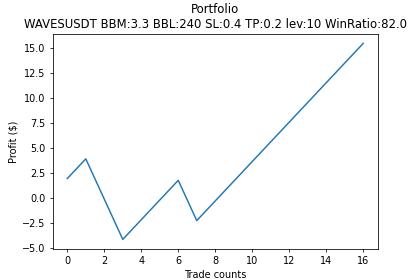 Portfolio
WAVESUSDT BBM:3.3 BBL:240 SL:0.4 TP:0.2 lev:10 WinRatio:82.0
15.0
12.5
10.0
7.5
5.0
2.5
0.0
−2.5
−5.0
Profit ($)
0 2 4 6 8 10 12 14 16
Trade counts